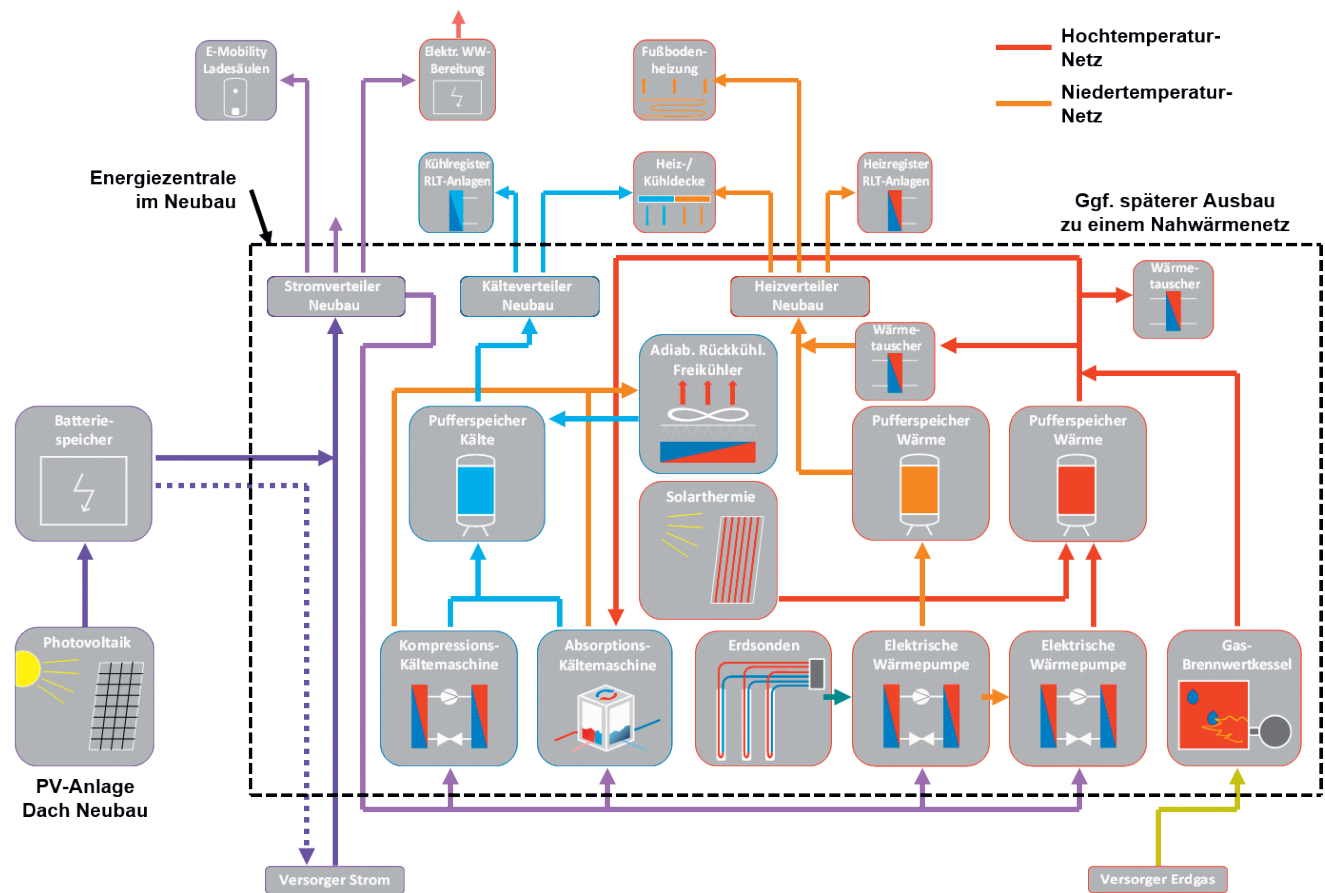 E-Mobility
Ladesäulen
Elektr. WW-
Bereitung
Fußboden-
heizung
Hochtemperatur-
Netz
Niedertemperatur-
Netz
Energiezentrale
im Neubau
Kühlregister
RLT-Anlagen
Heiz-/
Kühldecke
Heizregister
RLT-Anlagen
Ggf. späterer Ausbau
zu einem Nahwärmenetz
Stromverteiler
Neubau
Kälteverteiler
Neubau
Heizverteiler
Neubau
Wärme-
tauscher
Wärme-
tauscher
Adiab. Rückkühl.
Freikühler
Batterie-
speicher
Pufferspeicher
Kälte
Pufferspeicher
Wärme
Pufferspeicher
Wärme
Solarthermie
Photovoltaik
Kompressions-
Kältemaschine
Absorptions-
Kältemaschine
Erdsonden
Elektrische
Wärmepumpe
Elektrische
Wärmepumpe
Gas-
Brennwertkessel
PV-Anlage
Dach Neubau
Versorger Strom
Versorger Erdgas